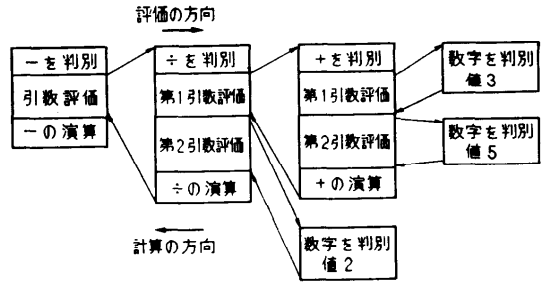 評価の方向
−を判別
引数評価
−の演算
÷を判別
第1引数評価
第2引数評価
÷の演算
+を判別
第1引数評価
第2引数評価
+の演算
数字を判別
値3
数字を判別
値5
数字を判別
値2
計算の方向